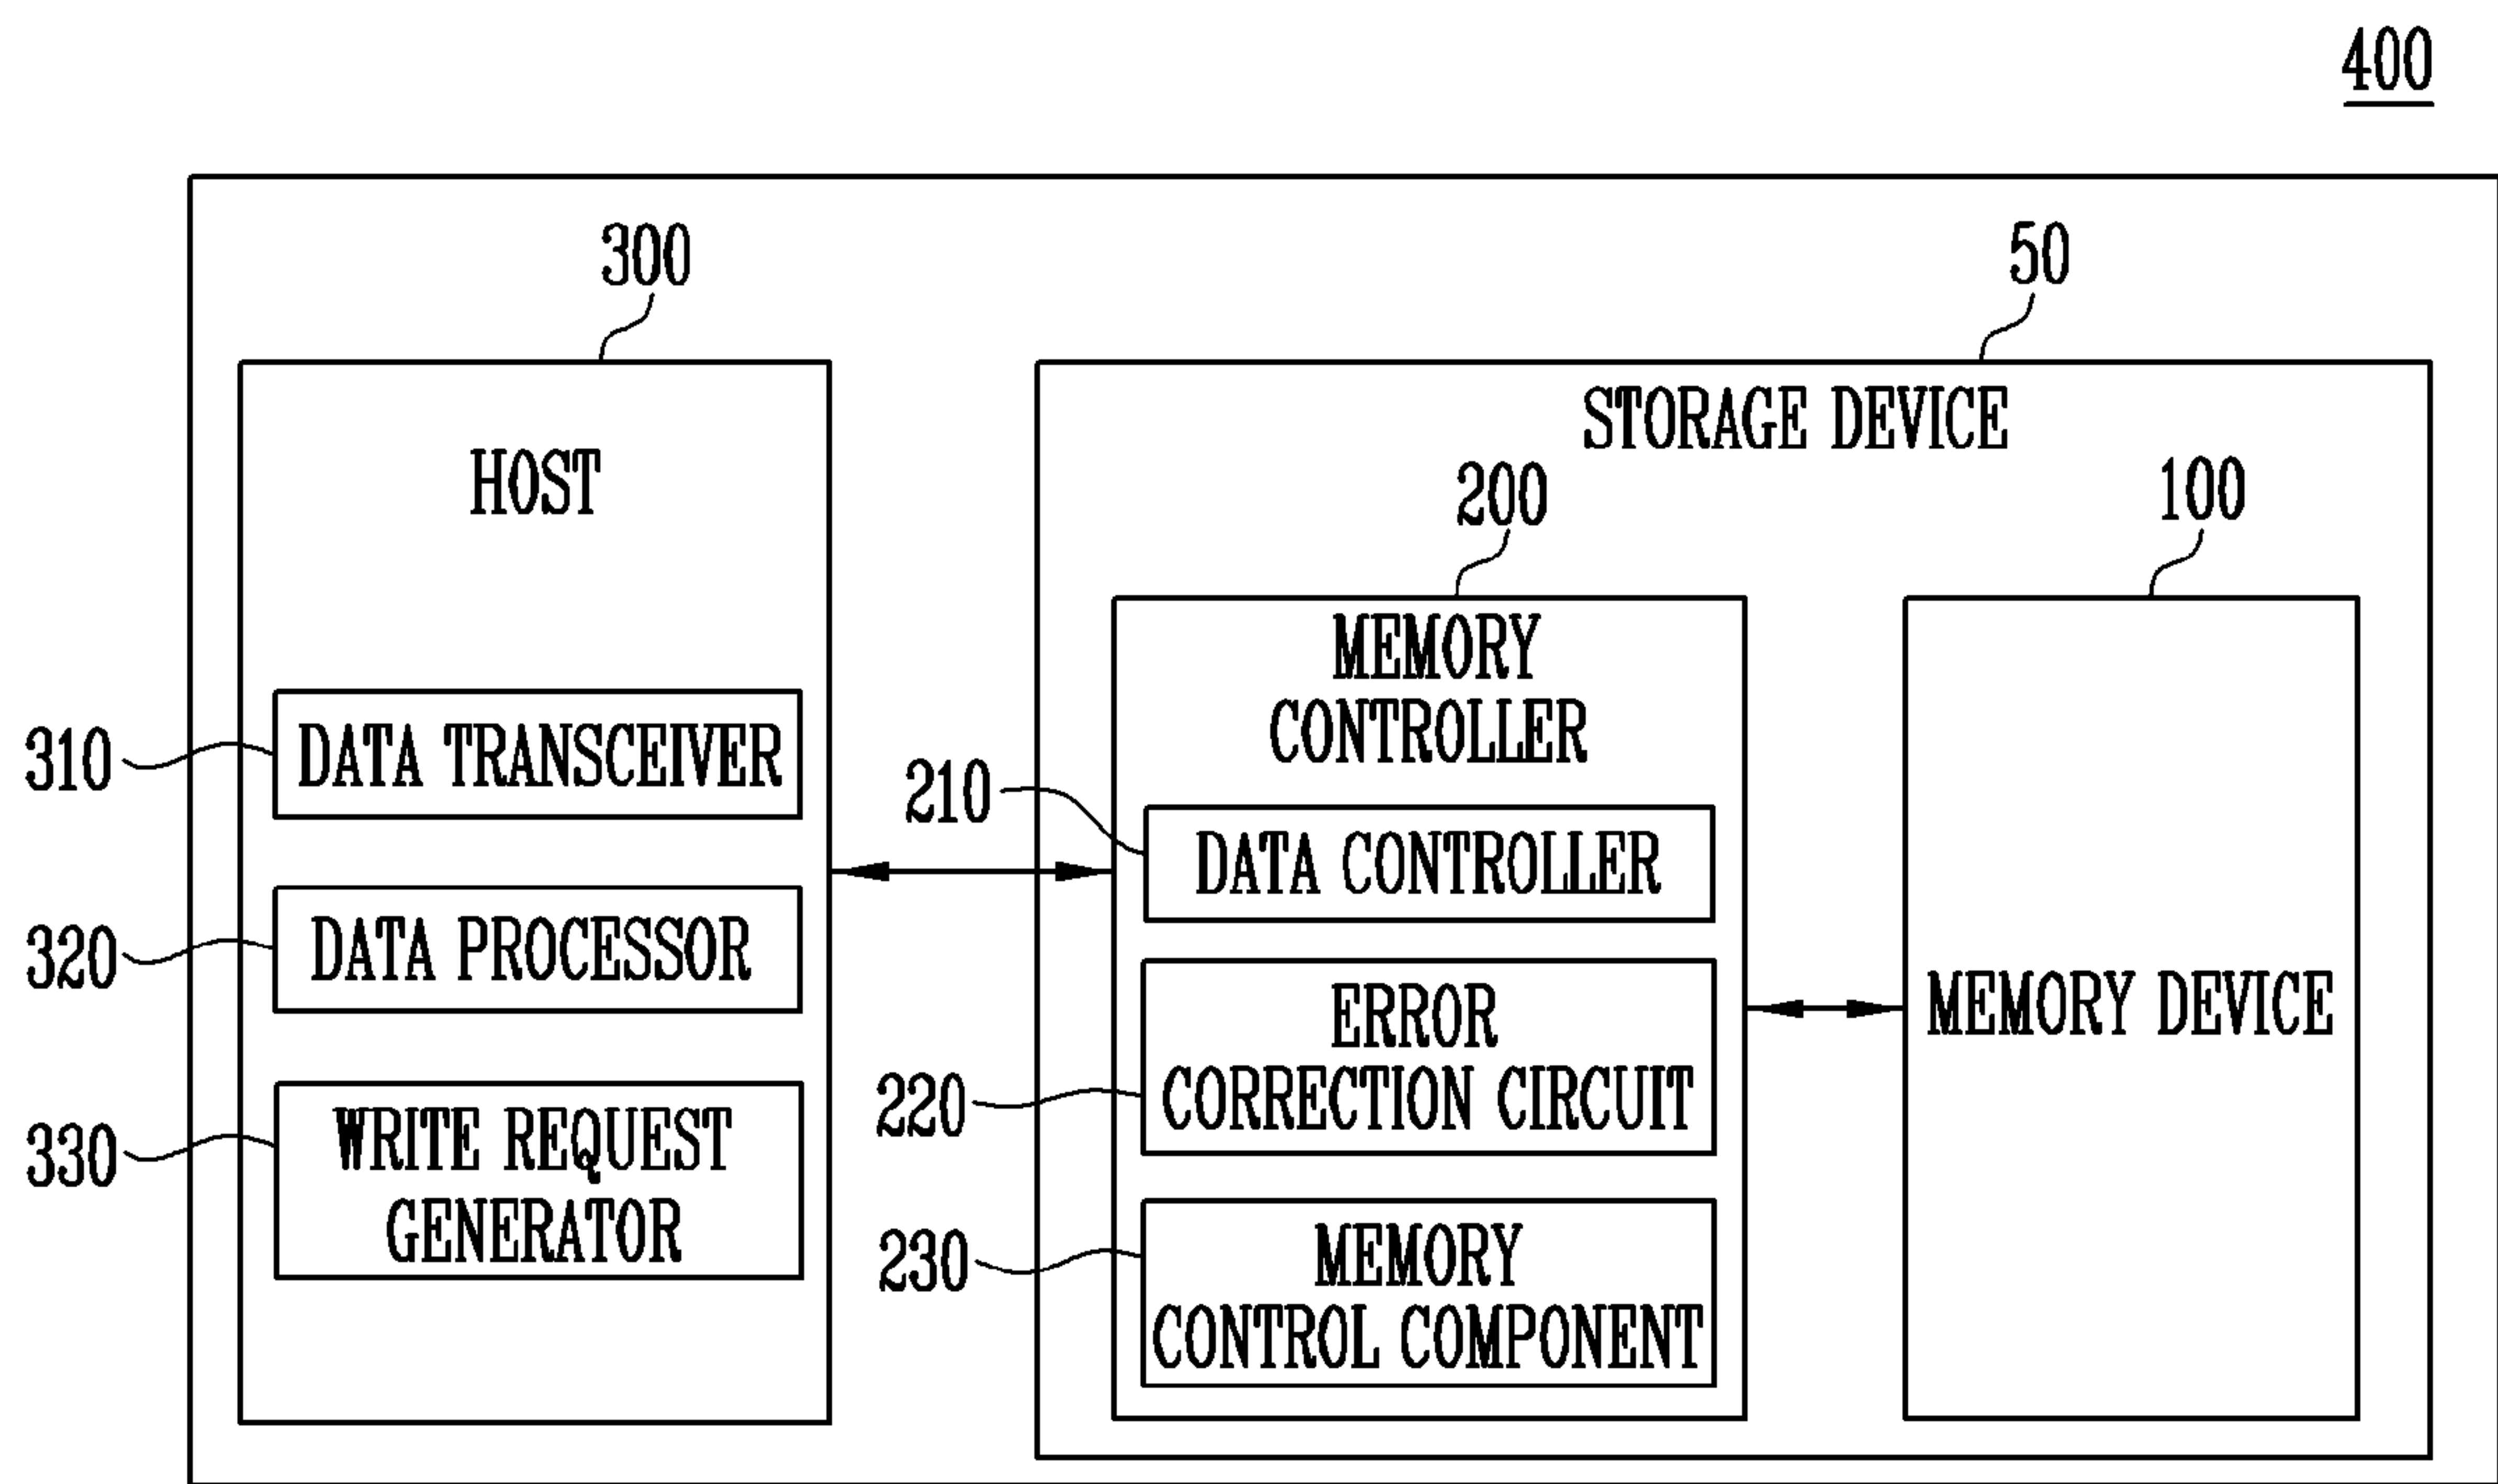 400
300
50
HOST
STORAGE DEVICE
200
100
MEMORY
CONTROLLER
310
DATA TRANSCEIVER
210
DATA CONTROLLER
320
DATA PROCESSOR
ERROR
CORRECTION CIRCUIT
220
MEMORY DEVICE
330
WRITE REQUEST
GENERATOR
230
MEMORY
CONTROL COMPONENT